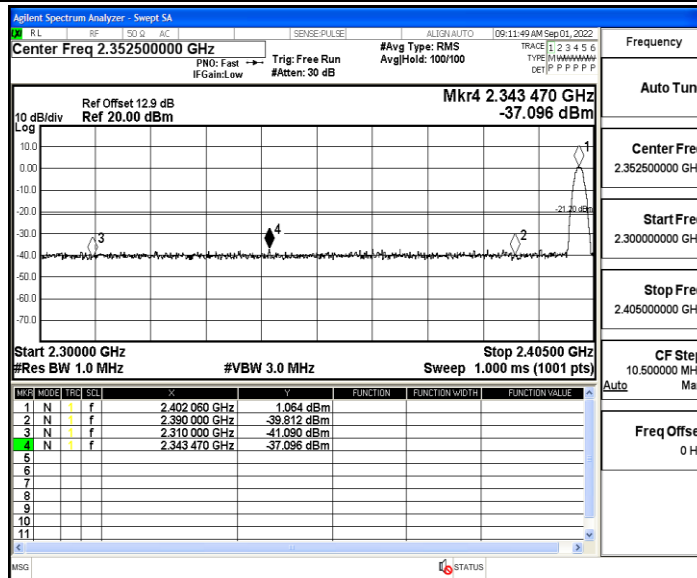 Agilent Spectrum Analyzer - Swept SA
RL RF 50 Ω AC SENSE:PULSE ALIGN AUTO 09:11:49 AM Sep 01, 2022
Center Freq 2.352500000 GHz #Avg Type: RMS TRACE 1 2 3 4 5 6
PNO: Fast Trig: Free Run Avg|Hold: 100/100 TYPE M
IFGain:Low #Atten: 30 dB DET P P P P P P
Mkr4 2.343 470 GHz
Ref Offset 12.9 dB
10 dB/div Ref 20.00 dBm -37.096 dBm
Log
10.0
0.00
-10.0
-20.0
-21.20 dBm
-30.0
-40.0
-50.0
-60.0
-70.0
1
2
3
4
Start 2.30000 GHz Stop 2.40500 GHz
#Res BW 1.0 MHz #VBW 3.0 MHz Sweep 1.000 ms (1001 pts)
MKR MODE TRC SCL X Y FUNCTION FUNCTION WIDTH FUNCTION VALUE
1 N 1 f 2.402 060 GHz 1.064 dBm
2 N 1 f 2.390 000 GHz -39.812 dBm
3 N 1 f 2.310 000 GHz -41.090 dBm
4 N 1 f 2.343 470 GHz -37.096 dBm
5
6
7
8
9
10
11
MSG STATUS
Frequency
Auto Tun
Center Fre
2.352500000 GH
Start Fre
2.300000000 GH
Stop Fre
2.405000000 GH
CF Step
10.500000 MH
Auto Ma
Freq Offse
0 H